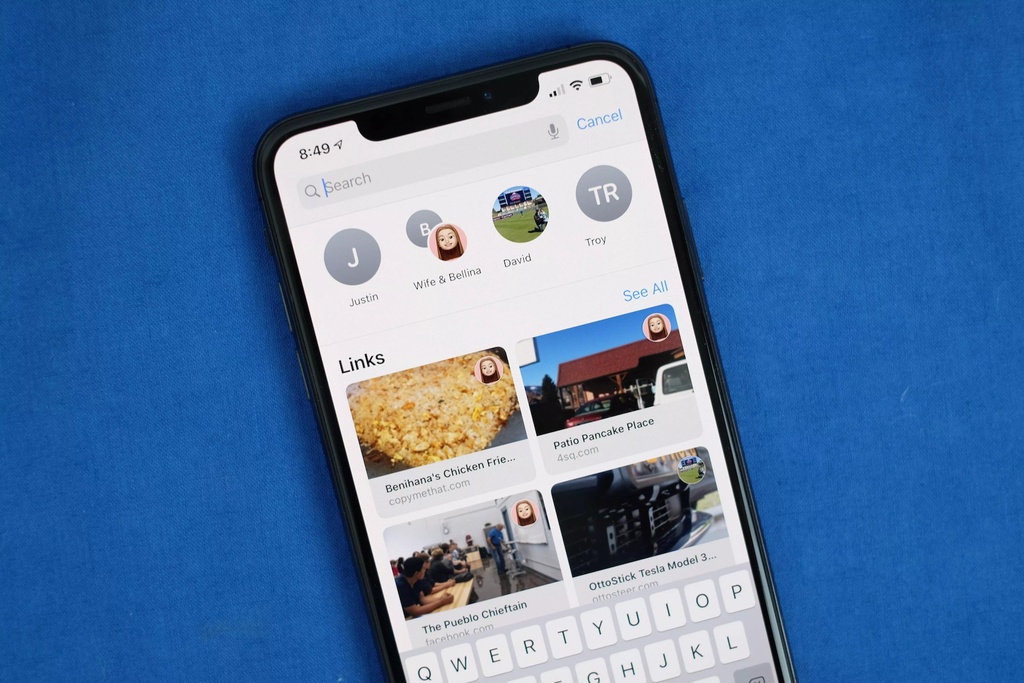 8:49
Search
Cancel
J
B
TR
Justin
Wife & Bellina
David
Troy
See All
Links
Benihana's Chicken Frie...
copymethat.com
Patio Pancake Place
4sq.com
The Pueblo Chieftain
facebook.com
OttoStick Tesla Model 3...
ottosteer.com
Q W E R T Y U I O P
G H J K L